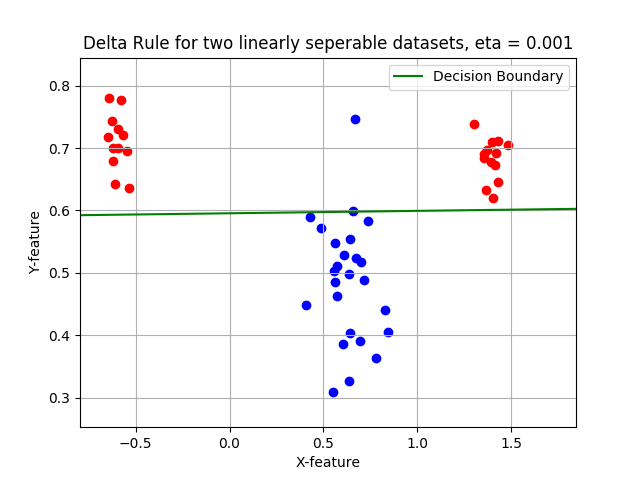 Delta Rule for two linearly seperable datasets, eta = 0.001
Decision Boundary
0.8
0.7
0.6
0.5
0.4
0.3
Y-feature
−0.5 0.0 0.5 1.0 1.5
X-feature